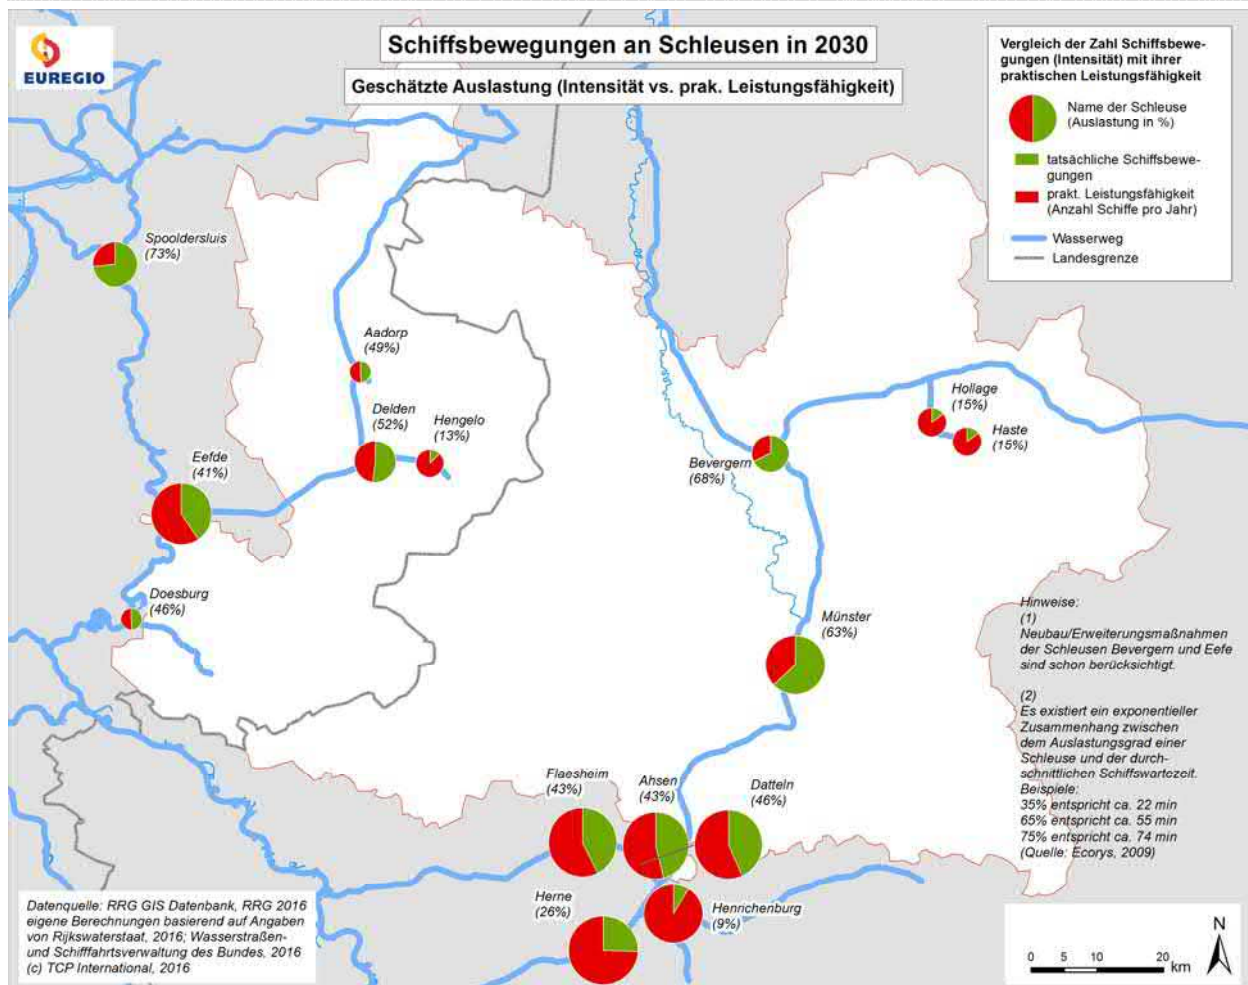 EUREGIO
Schiffsbewegungen an Schleusen in 2030
Geschätzte Auslastung (Intensität vs. prak. Leistungsfähigkeit)
Vergleich der Zahl Schiffsbewe-
gungen (Intensität) mit ihrer
praktischen Leistungsfähigkeit
Name der Schleuse
(Auslastung in %)
tatsächliche Schiffsbewe-
gungen
prakt. Leistungsfähigkeit
(Anzahl Schiffe pro Jahr)
Wasserweg
Landesgrenze
Spooldersluis
(73%)
Aadorp
(49%)
Delden
(52%)
Hengelo
(13%)
Eefde
(41%)
Doesburg
(46%)
Hollage
(15%)
Haste
(15%)
Bevergern
(68%)
Münster
(63%)
Flaesheim
(43%)
Ahsen
(43%)
Datteln
(46%)
Herne
(26%)
Henrichenburg
(9%)
Hinweise:
(1)
Neubau/Erweiterungsmaßnahmen
der Schleusen Bevergern und Eefe
sind schon berücksichtigt.
(2)
Es existiert ein exponentieller
Zusammenhang zwischen
dem Auslastungsgrad einer
Schleuse und der durch-
schnittlichen Schiffswartezeit.
Beispiele:
35% entspricht ca. 22 min
65% entspricht ca. 55 min
75% entspricht ca. 74 min
(Quelle: Ecorys, 2009)
Datenquelle: RRG GIS Datenbank, RRG 2016
eigene Berechnungen basierend auf Angaben
von Rijkswaterstaat, 2016; Wasserstraßen-
und Schifffahrtsverwaltung des Bundes, 2016
(c) TCP International, 2016
N
0 5 10 20
km